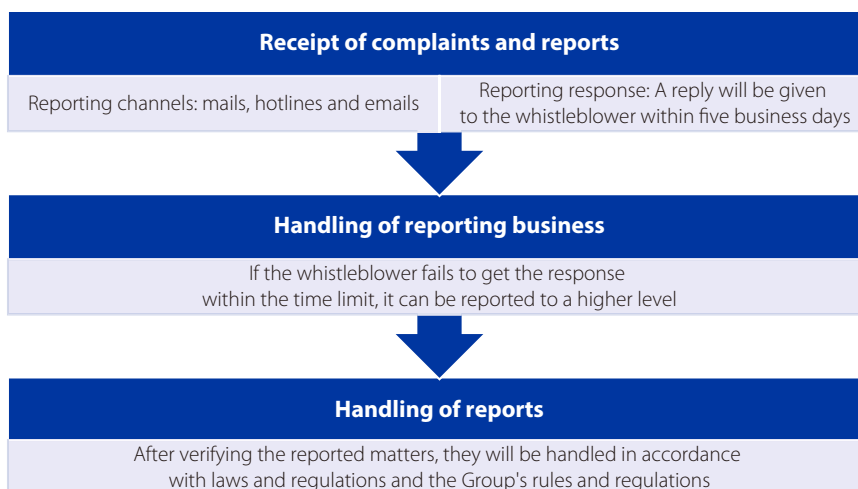 Receipt of complaints and reports
Reporting channels: mails, hotlines and emails
Reporting response: A reply will be given
to the whistleblower within five business days
Handling of reporting business
If the whistleblower fails to get the response
within the time limit, it can be reported to a higher level
Handling of reports
After verifying the reported matters, they will be handled in accordance
with laws and regulations and the Group's rules and regulations